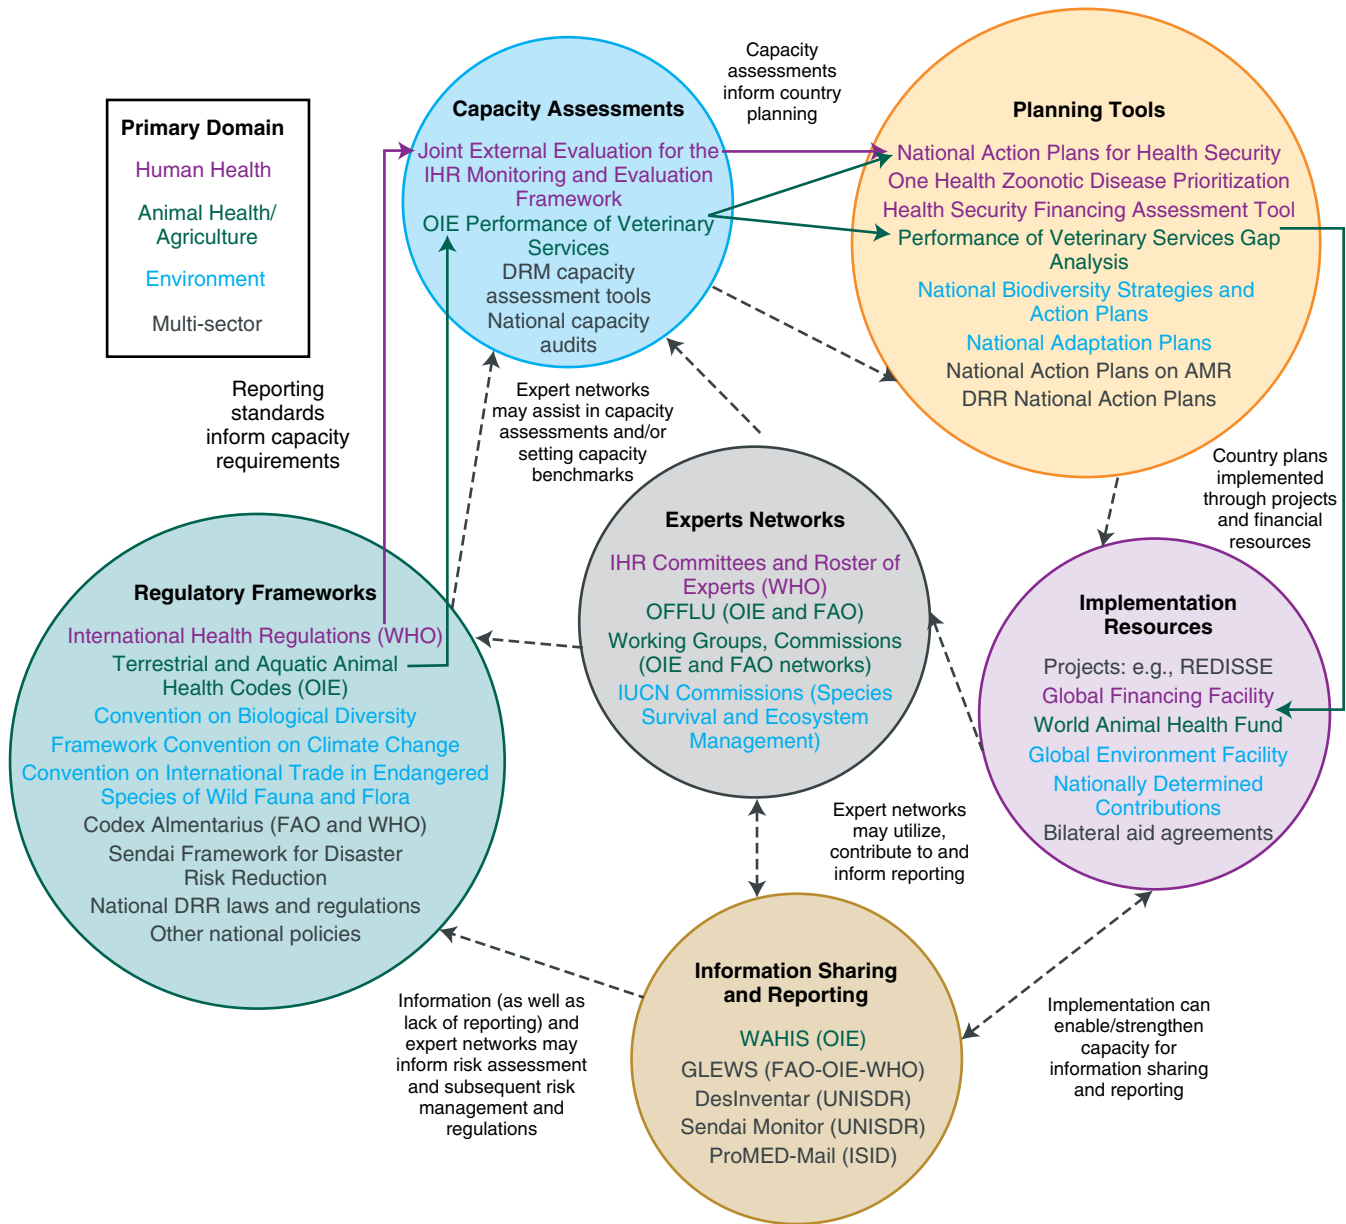 Primary Domain
Human Health
Animal Health/
Agriculture
Environment
Multi-sector
Capacity Assessments
Joint External Evaluation for the
IHR Monitoring and Evaluation
Framework
OIE Performance of Veterinary
Services
DRM capacity
assessment tools
National capacity
audits
Capacity
assessments
inform country
planning
Planning Tools
National Action Plans for Health Security
One Health Zoonotic Disease Prioritization
Health Security Financing Assessment Tool
Performance of Veterinary Services Gap
Analysis
National Biodiversity Strategies and
Action Plans
National Adaptation Plans
National Action Plans on AMR
DRR National Action Plans
Reporting
standards
inform capacity
requirements
Expert networks
may assist in capacity
assessments and/or
setting capacity
benchmarks
Country plans
implemented
through projects
and financial
resources
Regulatory Frameworks
International Health Regulations (WHO)
Terrestrial and Aquatic Animal
Health Codes (OIE)
Convention on Biological Diversity
Framework Convention on Climate Change
Convention on International Trade in Endangered
Species of Wild Fauna and Flora
Codex Almentarius (FAO and WHO)
Sendai Framework for Disaster
Risk Reduction
National DRR laws and regulations
Other national policies
Experts Networks
IHR Committees and Roster of
Experts (WHO)
OFFLU (OIE and FAO)
Working Groups, Commissions
(OIE and FAO networks)
IUCN Commissions (Species
Survival and Ecosystem
Management)
Implementation
Resources
Projects: e.g., REDISSE
Global Financing Facility
World Animal Health Fund
Global Environment Facility
Nationally Determined
Contributions
Bilateral aid agreements
Expert networks
may utilize,
contribute to and
inform reporting
Information Sharing
and Reporting
WAHIS (OIE)
GLEWS (FAO-OIE-WHO)
DesInventar (UNISDR)
Sendai Monitor (UNISDR)
ProMED-Mail (ISID)
Information (as well as
lack of reporting) and
expert networks may
inform risk assessment
and subsequent risk
management and
regulations
Implementation can
enable/strengthen
capacity for
information sharing
and reporting